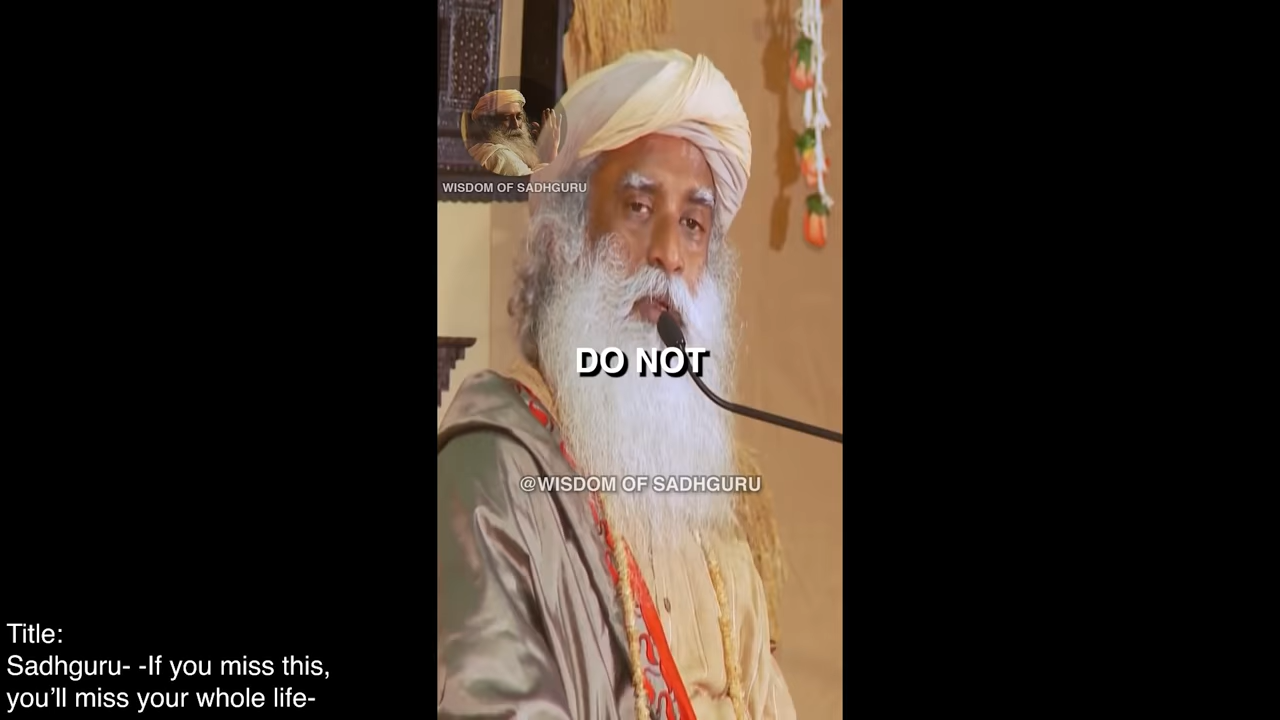 WISDOM OF SADHGURU
DO NOT
@WISDOM OF SADHGURU
Title:
Sadhguru- -If you miss this,
you’ll miss your whole life-